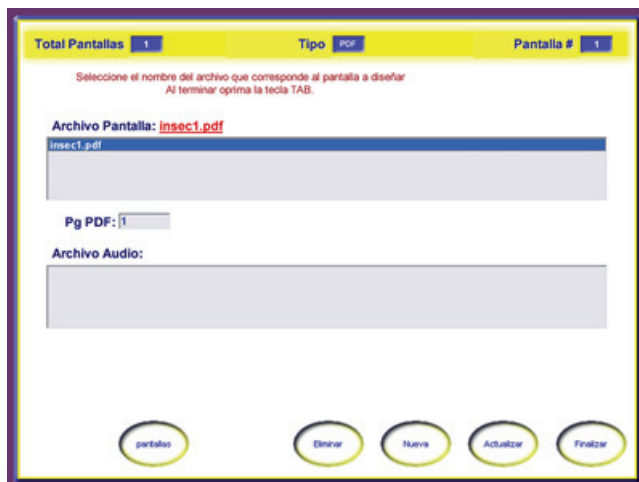 Total Pantallas 1 Tipo PDF Pantalla # 1
Seleccione el nombre del archivo que corresponde al pantalla a diseñar
Al terminar oprima la tecla TAB.
Archivo Pantalla: insec1.pdf
insec1.pdf
Pg PDF: 1
Archivo Audio:
pantallas Eliminar Nueva Actualizar Finalizar